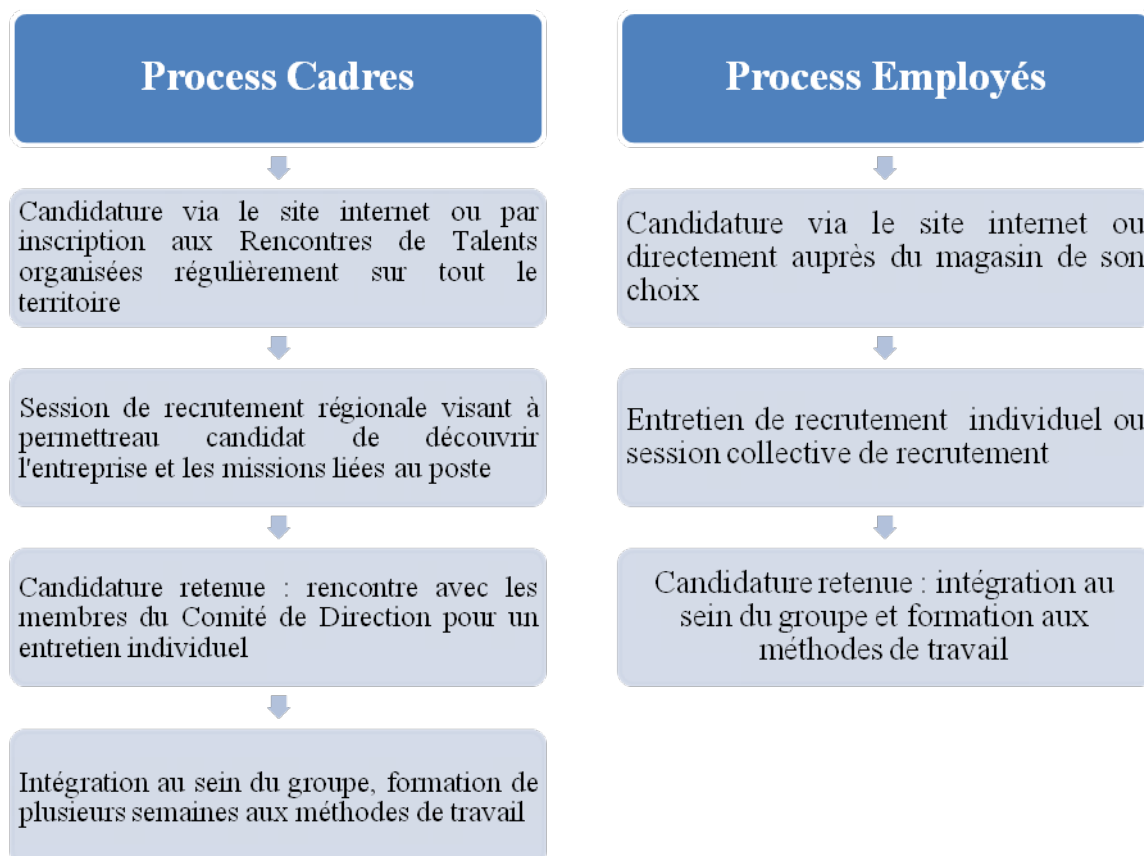 Process Cadres
Candidature via le site internet ou par
inscription aux Rencontres de Talents
organisées régulièrement sur tout le
territoire
Session de recrutement régionale visant à
permettreau candidat de découvrir
l'entreprise et les missions liées au poste
Candidature retenue : rencontre avec les
membres du Comité de Direction pour un
entretien individuel
Intégration au sein du groupe, formation de
plusieurs semaines aux méthodes de travail
Process Employés
Candidature via le site internet ou
directement auprès du magasin de son
choix
Entretien de recrutement individuel ou
session collective de recrutement
Candidature retenue : intégration au
sein du groupe et formation aux
méthodes de travail